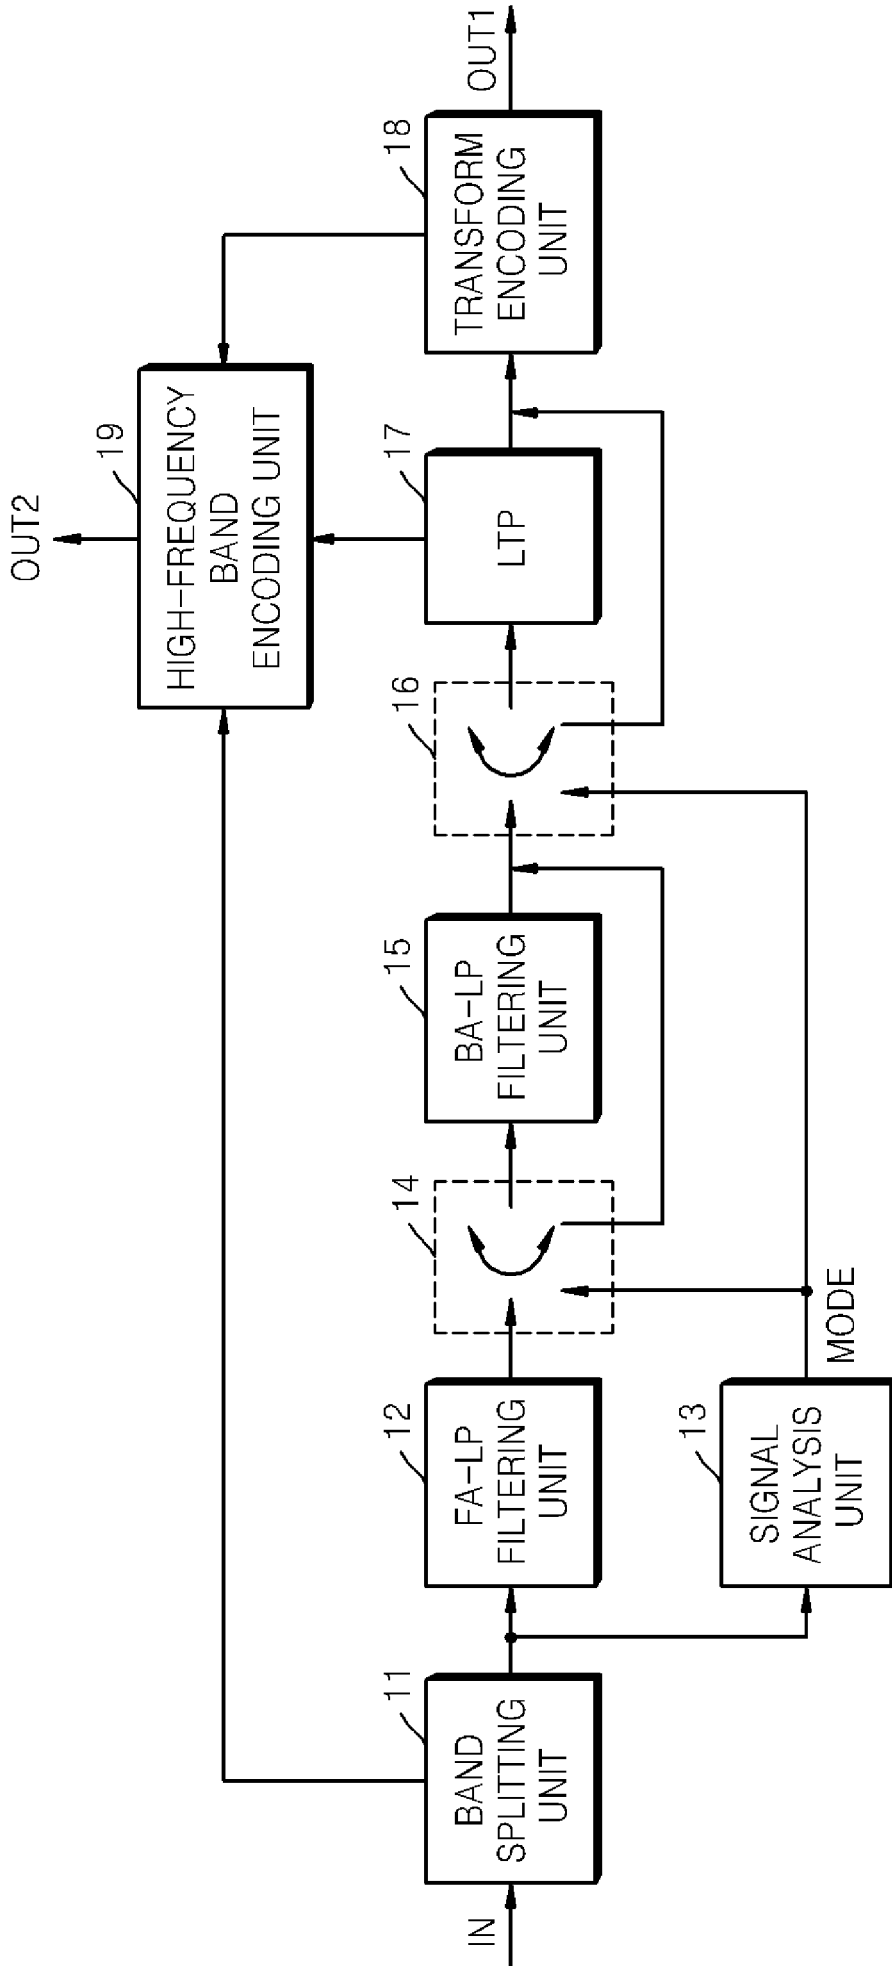 OUT2
19
HIGH-FREQUENCY
BAND
ENCODING UNIT
IN
11
BAND
SPLITTING
UNIT
12
FA-LP
FILTERING
UNIT
14
15
BA-LP
FILTERING
UNIT
16
17
LTP
18
TRANSFORM
ENCODING
UNIT
OUT1
13
SIGNAL
ANALYSIS
UNIT
MODE